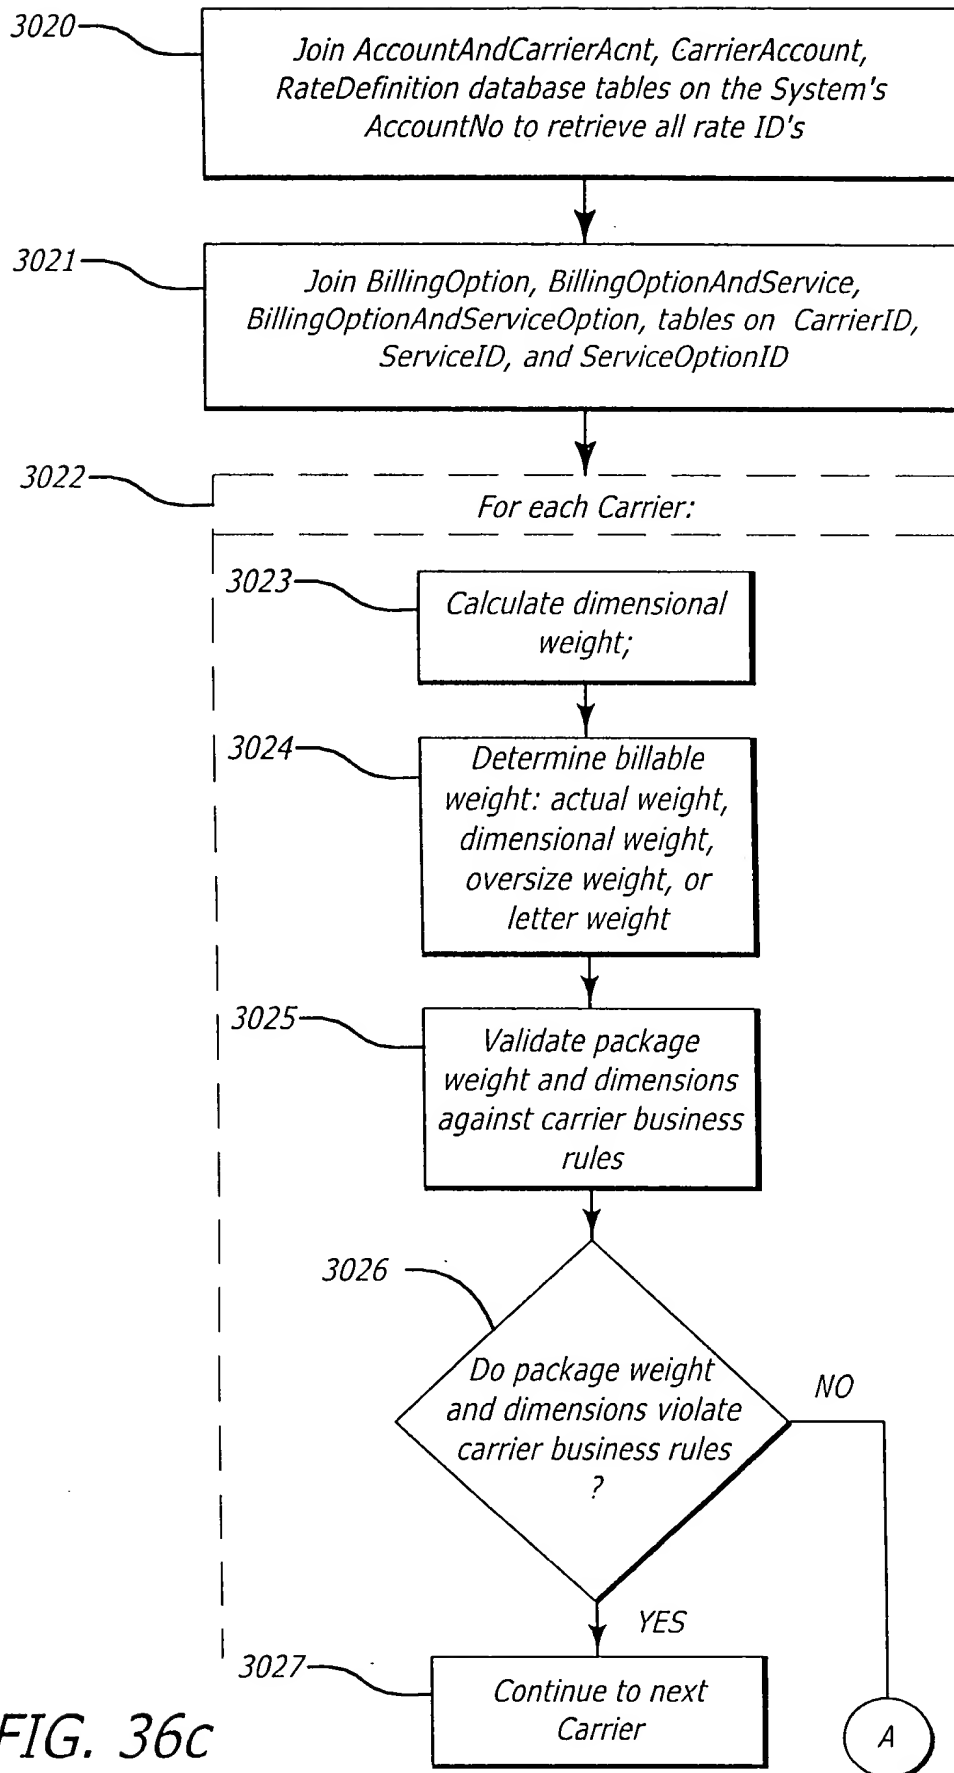 3020
Join AccountAndCarrierAcnt, CarrierAccount,
RateDefinition database tables on the System's
AccountNo to retrieve all rate ID's
3021
Join BillingOption, BillingOptionAndService,
BillingOptionAndServiceOption, tables on CarrierID,
ServiceID, and ServiceOptionID
3022
For each Carrier:
3023
Calculate dimensional
weight;
3024
Determine billable
weight: actual weight,
dimensional weight,
oversize weight, or
letter weight
3025
Validate package
weight and dimensions
against carrier business
rules
3026
Do package weight
and dimensions violate
carrier business rules
?
NO
YES
3027
Continue to next
Carrier
A
FIG. 36c